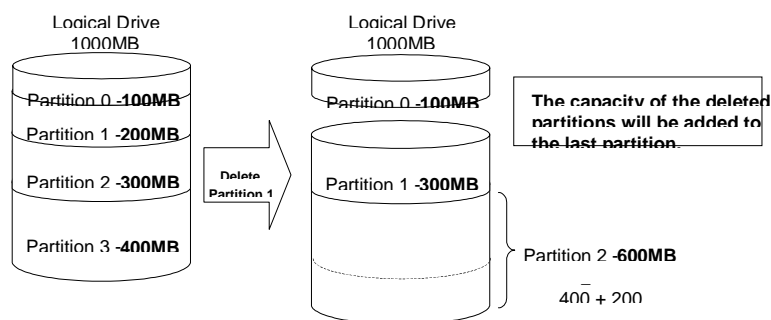 Logical Drive
1000MB
Partition 0 -100MB
Partition 1 -200MB
Partition 2 -300MB
Partition 3 -400MB
Delete
Partition 1
Logical Drive
1000MB
Partition 0 -100MB
Partition 1 -300MB
Partition 2 -600MB
400 + 200
The capacity of the deleted
partitions will be added to
the last partition.